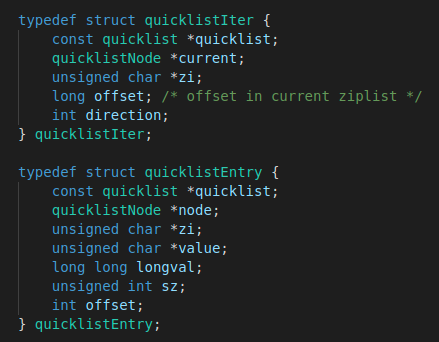 typedef struct quicklistIter {
    const quicklist *quicklist;
    quicklistNode *current;
    unsigned char *zi;
    long offset; /* offset in current ziplist */
    int direction;
} quicklistIter;

typedef struct quicklistEntry {
    const quicklist *quicklist;
    quicklistNode *node;
    unsigned char *zi;
    unsigned char *value;
    long long longval;
    unsigned int sz;
    int offset;
} quicklistEntry;